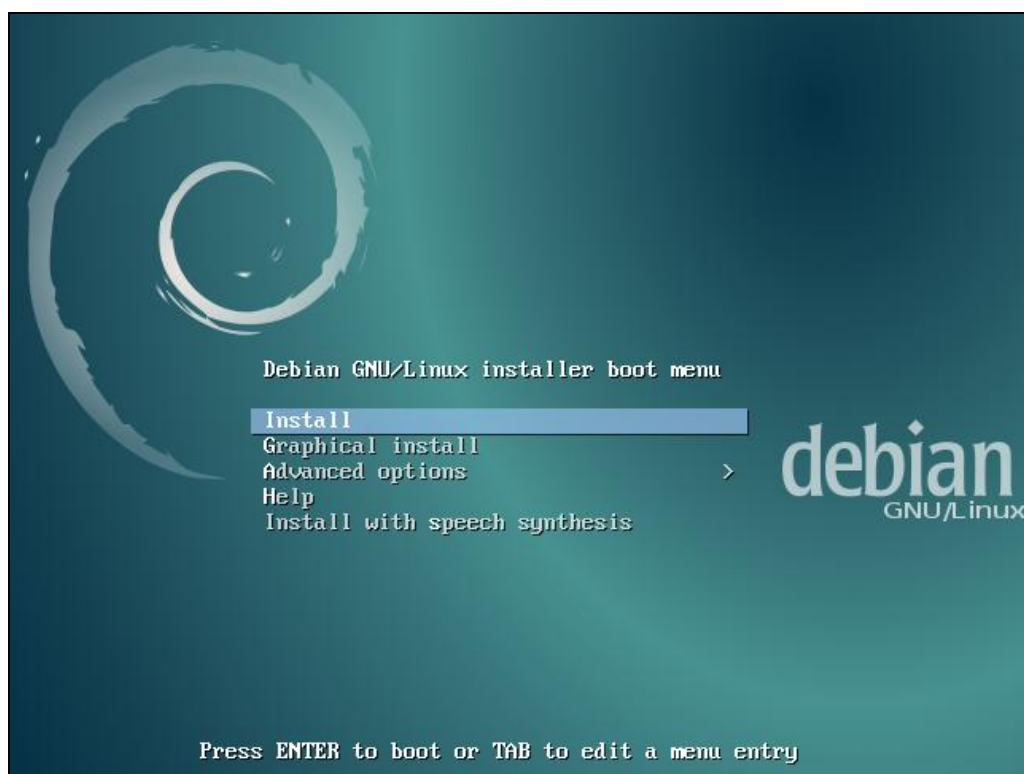 Debian GNU/Linux installer boot menu
Install
Graphical install
Advanced options >
Help
Install with speech synthesis
debian
GNU/Linux
Press ENTER to boot or TAB to edit a menu entry